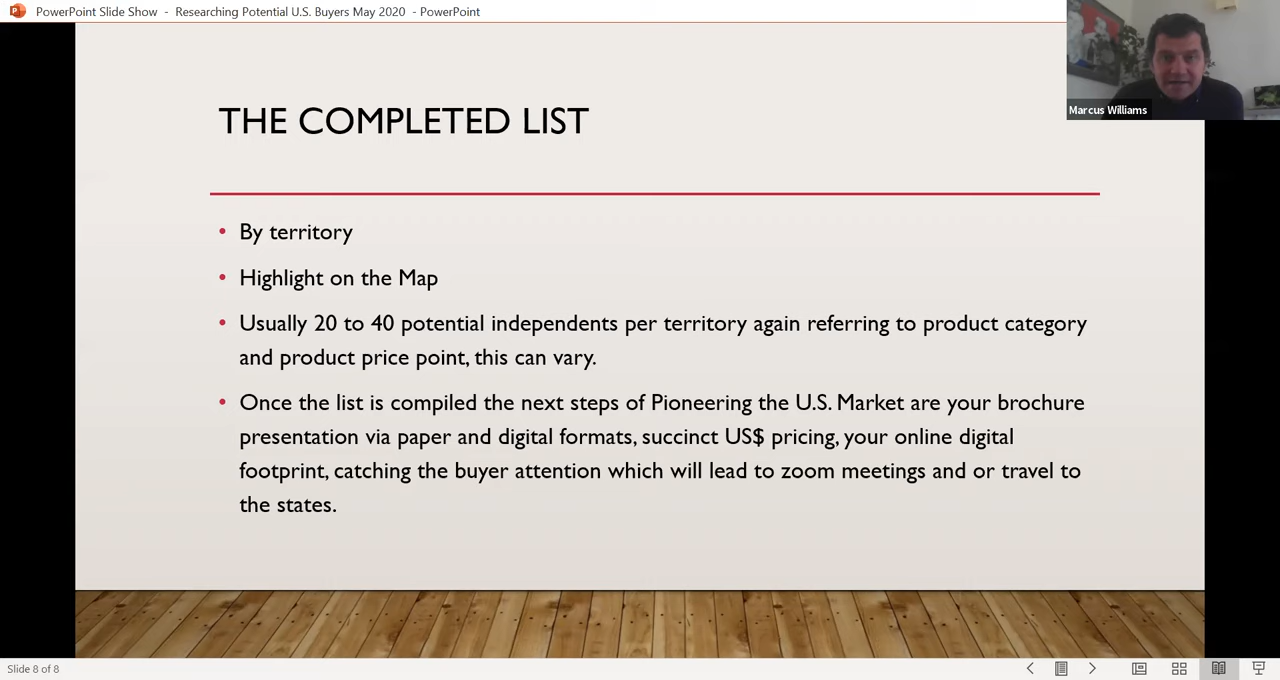 PowerPoint Slide Show - Researching Potential U.S. Buyers May 2020 - PowerPoint
Marcus Williams
THE COMPLETED LIST
• By territory
• Highlight on the Map
• Usually 20 to 40 potential independents per territory again referring to product category
and product price point, this can vary.
• Once the list is compiled the next steps of Pioneering the U.S. Market are your brochure
presentation via paper and digital formats, succinct US$ pricing, your online digital
footprint, catching the buyer attention which will lead to zoom meetings and or travel to
the states.
Slide 8 of 8